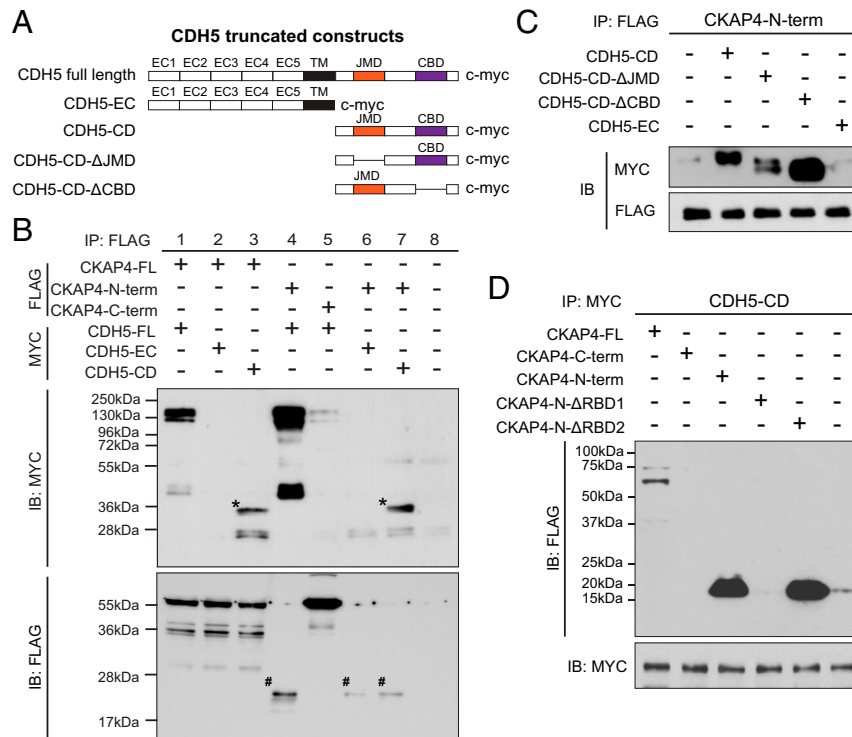 A
CDH5 truncated constructs
EC1 EC2 EC3 EC4 EC5 TM JMD CBD
CDH5 full length c-myc
EC1 EC2 EC3 EC4 EC5 TM
CDH5-EC c-myc
JMD CBD
CDH5-CD c-myc
CBD
CDH5-CD-ΔJMD c-myc
JMD
CDH5-CD-ΔCBD c-myc
B
IP: FLAG 1 2 3 4 5 6 7 8
FLAG
CKAP4-FL + + + - - - - -
CKAP4-N-term - - - + - + + -
CKAP4-C-term - - - - + - - -
MYC
CDH5-FL + - - + + - - -
CDH5-EC - + - - - + - -
CDH5-CD - - + - - - + -
IB: MYC
250kDa
130kDa
96kDa
72kDa
55kDa
36kDa * *
28kDa
IB: FLAG
55kDa
36kDa
28kDa
# # #
17kDa
C
IP: FLAG CKAP4-N-term
CDH5-CD - + - - -
CDH5-CD-ΔJMD - - + - -
CDH5-CD-ΔCBD - - - + -
CDH5-EC - - - - +
IB
MYC
FLAG
D
IP: MYC CDH5-CD
CKAP4-FL + - - - - -
CKAP4-C-term - + - - - -
CKAP4-N-term - - + - - -
CKAP4-N-ΔRBD1 - - - + - -
CKAP4-N-ΔRBD2 - - - - + -
IB: FLAG
100kDa
75kDa
50kDa
37kDa
25kDa
20kDa
15kDa
IB: MYC